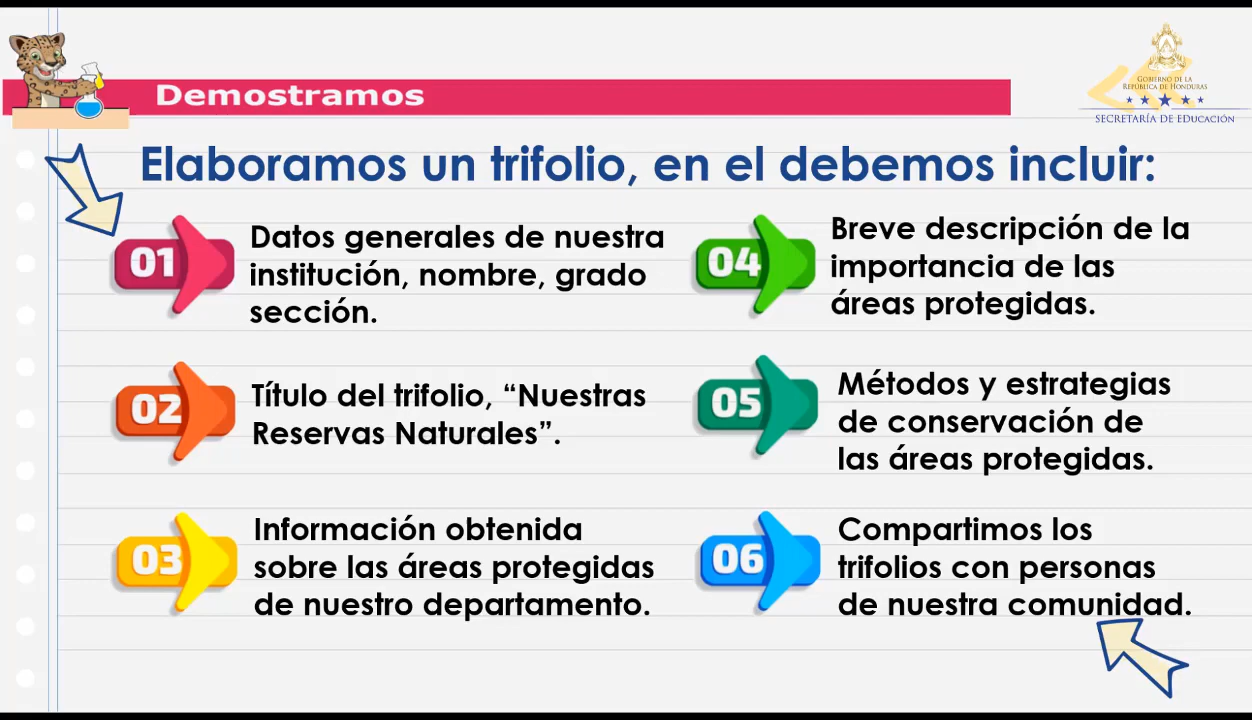 Demostramos
GOBIERNO DE LA
REPÚBLICA DE HONDURAS
SECRETARÍA DE EDUCACIÓN
Elaboramos un trifolio, en el debemos incluir:
01
Datos generales de nuestra
institución, nombre, grado
sección.
02
Título del trifolio, “Nuestras
Reservas Naturales”.
03
Información obtenida
sobre las áreas protegidas
de nuestro departamento.
04
Breve descripción de la
importancia de las
áreas protegidas.
05
Métodos y estrategias
de conservación de
las áreas protegidas.
06
Compartimos los
trifolios con personas
de nuestra comunidad.